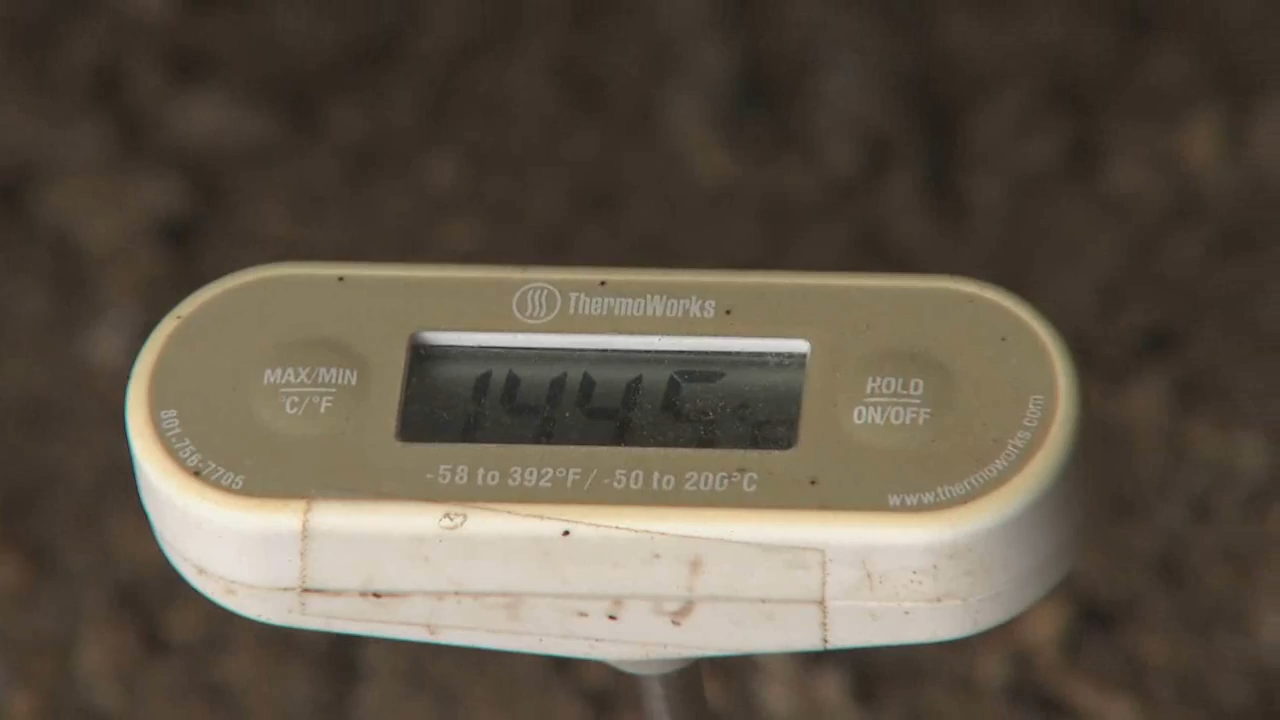 ThermoWorks
MAX/MIN
°C/°F
HOLD
ON/OFF
801-756-7705
www.thermoworks.com
-58 to 392°F / -50 to 200°C